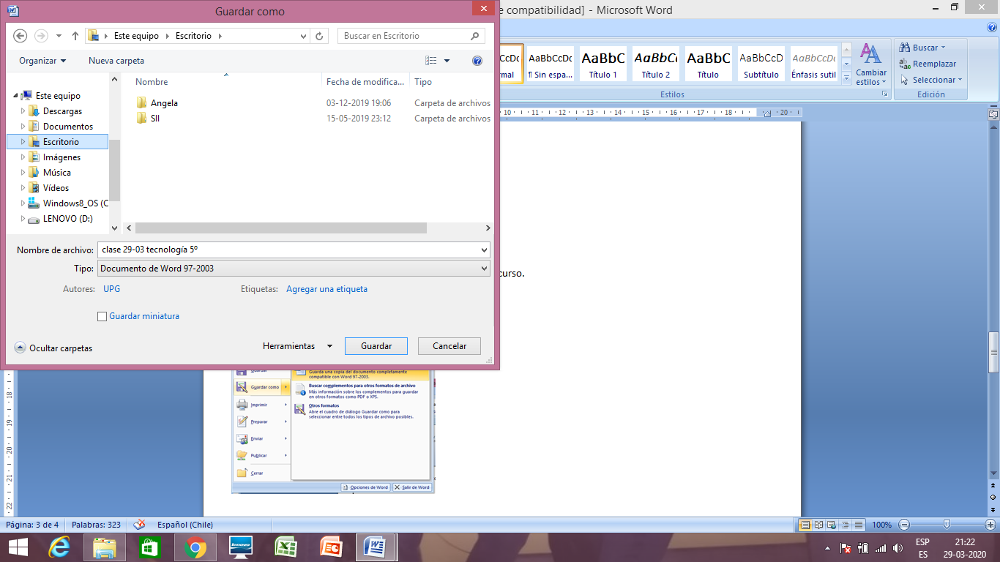 Guardar como
e compatibilidad] - Microsoft Word
Este equipo Escritorio
Buscar en Escritorio
Organizar Nueva carpeta
Nombre Fecha de modifica... Tipo
Este equipo
Descargas
Documentos
Escritorio
Imágenes
Música
Vídeos
Windows8_OS (C
LENOVO (D:)
Angela 03-12-2019 19:06 Carpeta de archivos
SII 15-05-2019 23:12 Carpeta de archivos
Nombre de archivo: clase 29-03 tecnología 5º
Tipo: Documento de Word 97-2003
Autores: UPG Etiquetas: Agregar una etiqueta
Guardar miniatura
Ocultar carpetas Herramientas Guardar Cancelar
CcDc AaBbCcDc AaBbC AaBbC AaBbC AaBbCcD AaBbCcDc
mal ¶ Sin espa... Título 1 Título 2 Título Subtítulo Énfasis sutil
Cambiar
estilos
Estilos
Buscar
Reemplazar
Seleccionar
Edición
10 11 12 13 14 15 16 17 18 20
curso.
18
19
20
21
22
Guardar
Guardar como
Imprimir
Preparar
Enviar
Publicar
Cerrar
Guarda una copia del documento completamente
compatible con Word 97-2003.
Buscar complementos para otros formatos de archivo
Más información sobre los complementos para guardar
en otros formatos como PDF o XPS.
Otros formatos
Abre el cuadro de diálogo Guardar como para
seleccionar entre todos los tipos de archivo posibles.
Opciones de Word Salir de Word
Página: 3 de 4 Palabras: 323 Español (Chile) 100%
lenovo
ESP
ES
21:22
29-03-2020